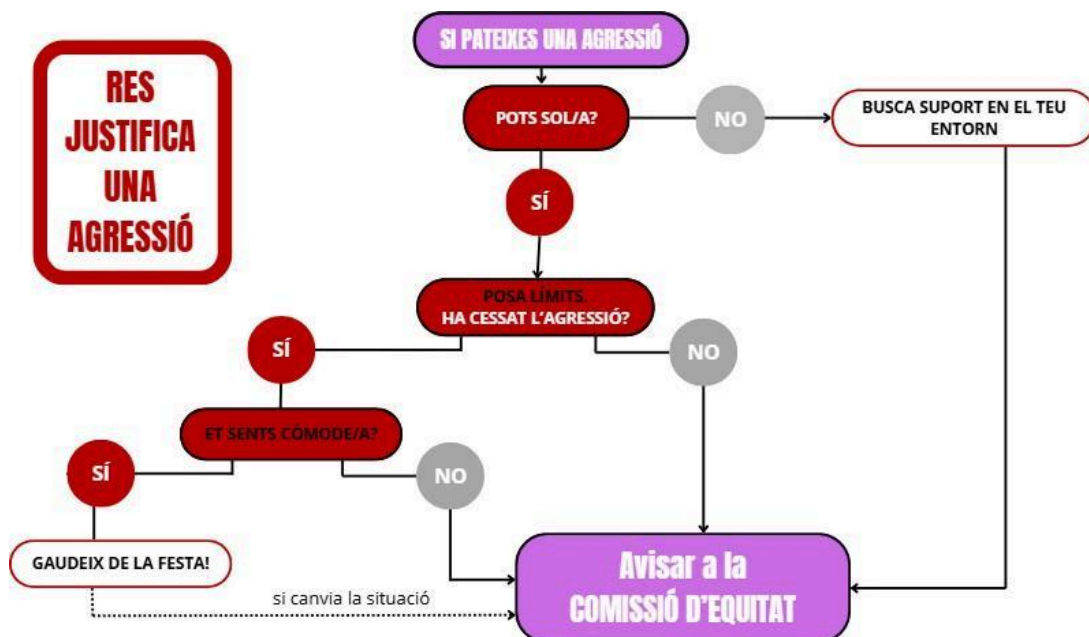 SI PATEIXES UNA AGRESSIÓ
RES
JUSTIFICA
UNA
AGRESSIÓ
POTS SOL/A?
NO
BUSCA SUPORT EN EL TEU
ENTORN
SÍ
POSA LÍMITS.
HA CESSAT L'AGRESSIÓ?
SÍ
NO
ET SENTS CÒMODE/A?
SÍ
NO
GAUDEIX DE LA FESTA!
si canvia la situació
Avisar a la
COMISSIÓ D'EQUITAT